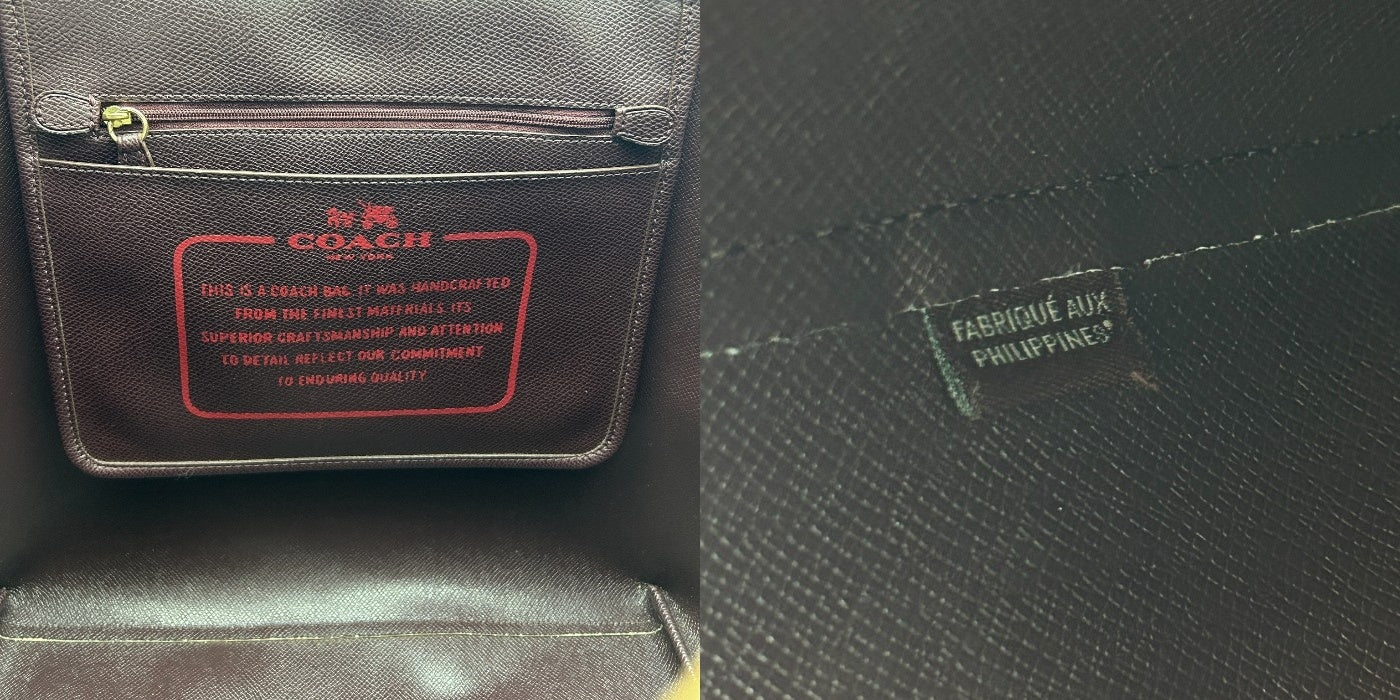 COACH
NEW YORK
THIS IS A COACH BAG. IT WAS HANDCRAFTED
FROM THE FINEST MATERIALS ITS
SUPERIOR CRAFTSMANSHIP AND ATTENTION
TO DETAIL REFLECT OUR COMMITMENT
TO ENDURING QUALITY
FABRIQUÉ AUX
PHILIPPINES